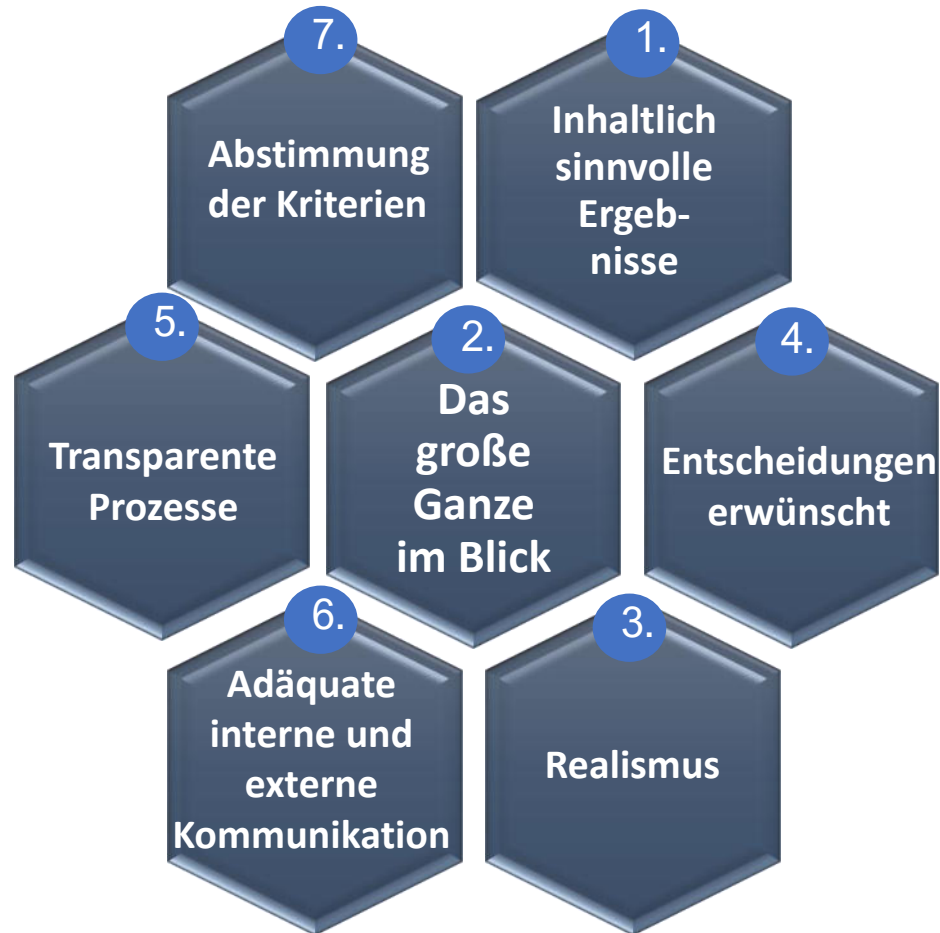 7.
Abstimmung
der Kriterien
1.
Inhaltlich
sinnvolle
Ergeb-
nisse
5.
Transparente
Prozesse
2.
Das
große
Ganze
im Blick
4.
Entscheidungen
erwünscht
6.
Adäquate
interne und
externe
Kommunikation
3.
Realismus